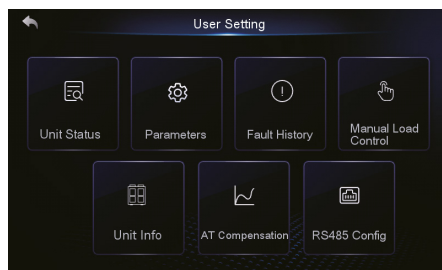 User Setting
Unit Status
Parameters
Fault History
Manual Load
Control
Unit Info
AT Compensation
RS485 Config